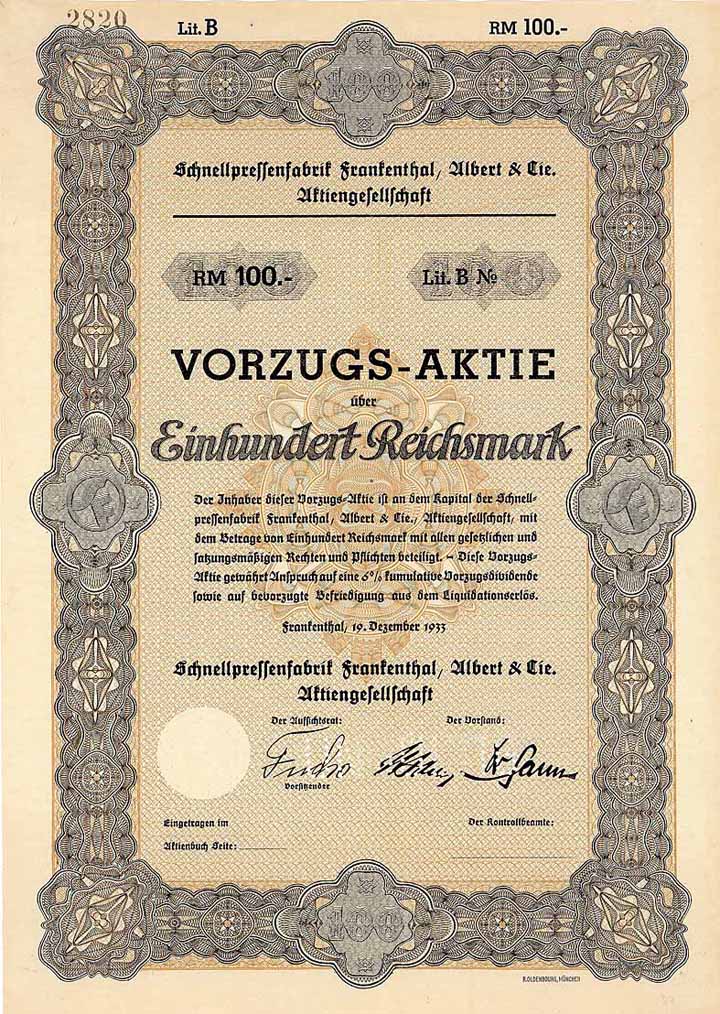 2820
Lit. B RM 100.-
100
Schnellpressenfabrik Frankenthal, Albert & Cie.
Aktiengesellschaft
RM 100.- Lit. B №
VORZUGS-AKTIE
über
Einhundert Reichsmark
Der Inhaber dieser Vorzugs-Aktie ist an dem Kapital der Schnell-
pressenfabrik Frankenthal, Albert & Cie., Aktiengesellschaft, mit
dem Betrage von Einhundert Reichsmark mit allen gesetzlichen und
satzungsmäßigen Rechten und Pflichten beteiligt. – Diese Vorzugs-
Aktie gewährt Anspruch auf eine 6% kumulative Vorzugsdividende
sowie auf bevorzugte Befriedigung aus dem Liquidationserlös.
Frankenthal, 19. Dezember 1933
Schnellpressenfabrik Frankenthal, Albert & Cie.
Aktiengesellschaft
Der Aufsichtsrat: Der Vorstand:
Fuchs
Vorsitzender
Eingetragen im Der Kontrollbeamte:
Aktienbuch Seite:
100
R. OLDENBOURG, MÜNCHEN